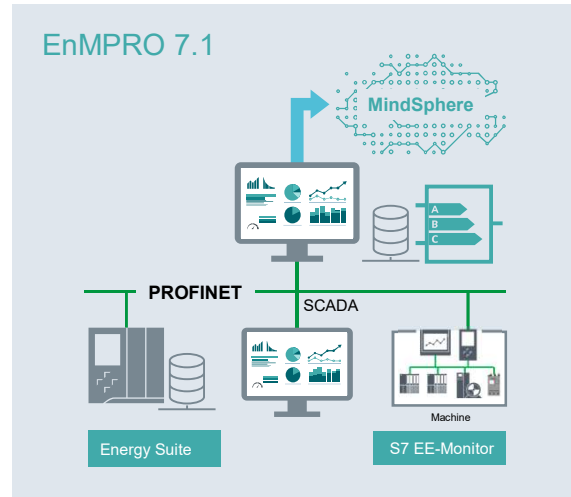 EnMPRO 7.1
MindSphere
A
B
C
PROFINET
SCADA
Machine
Energy Suite
S7 EE-Monitor